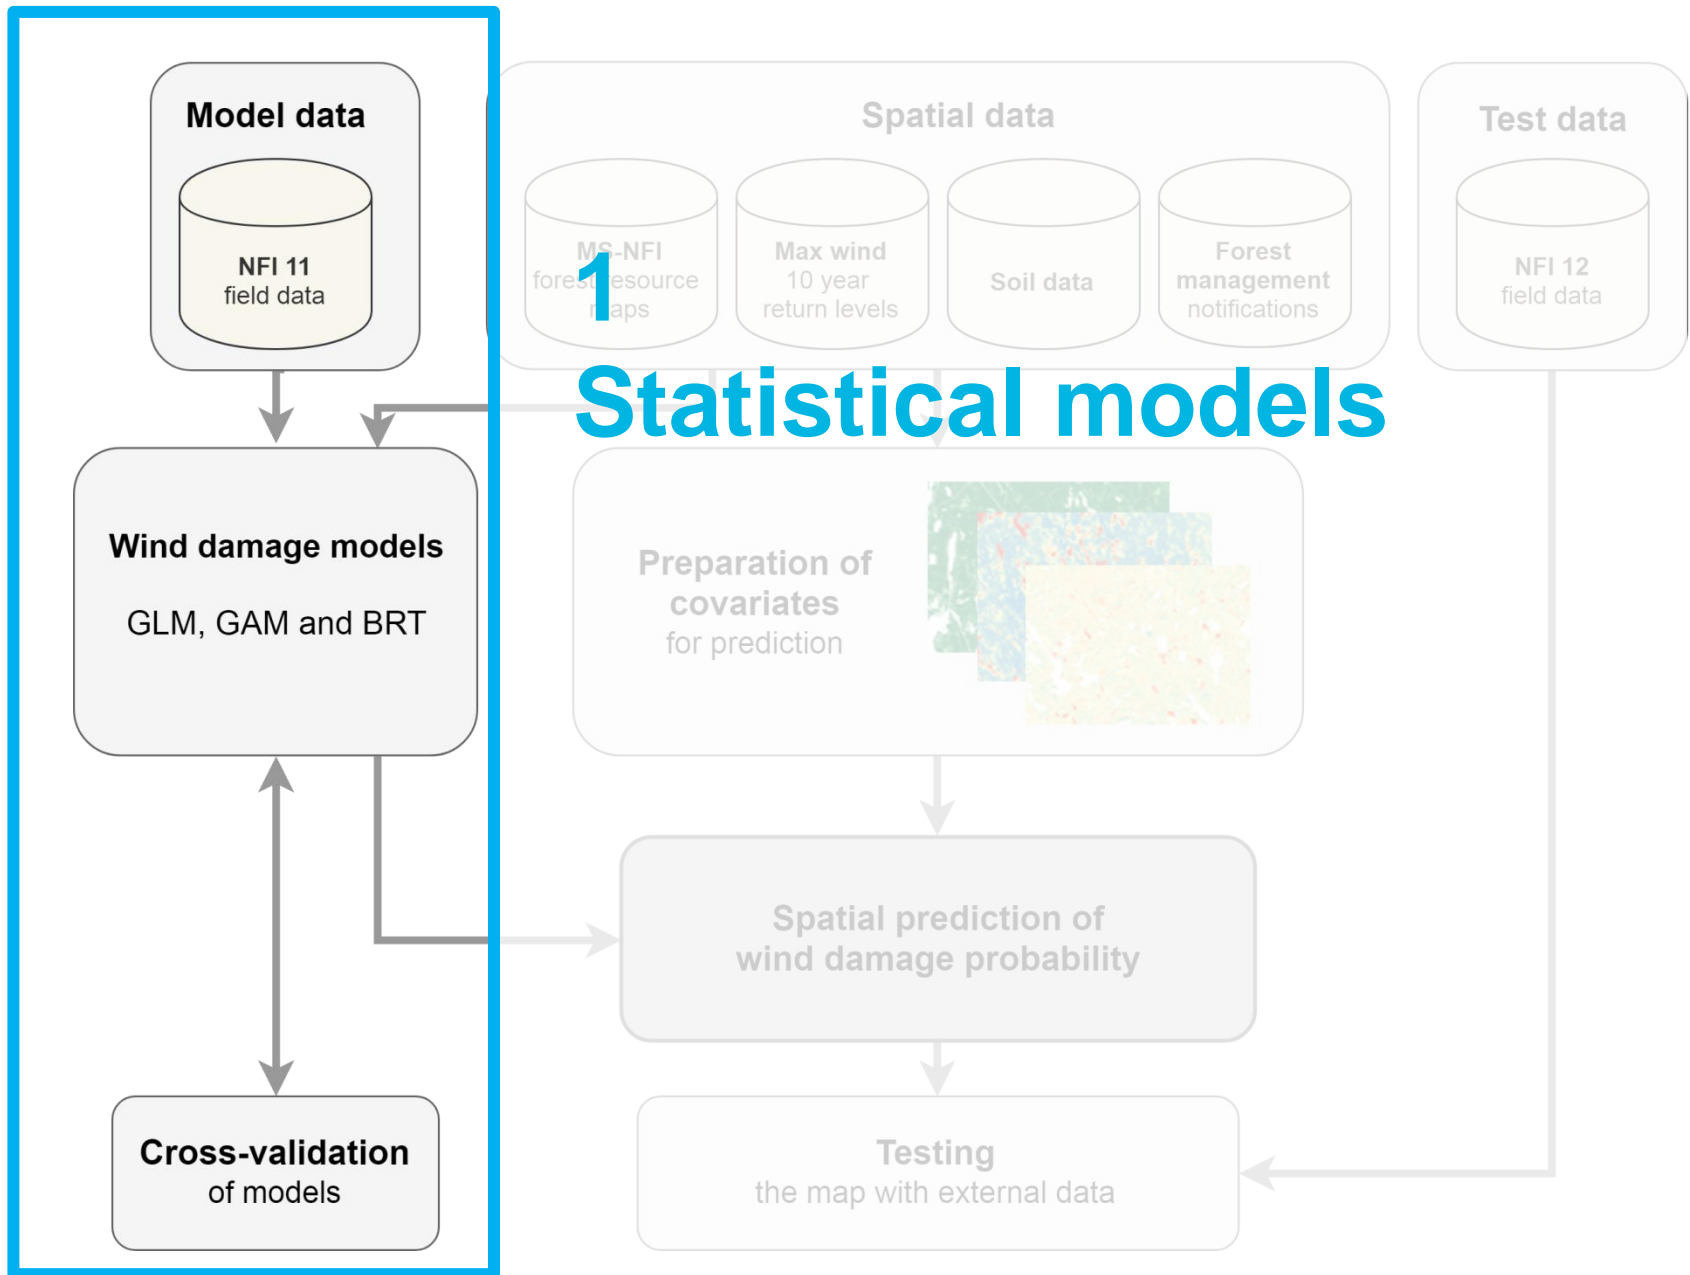 Model data
NFI 11
field data
Spatial data
MS-NFI
forest resource
maps
Max wind
10 year
return levels
Soil data
Forest
management
notifications
Test data
NFI 12
field data
1
Statistical models
Wind damage models
GLM, GAM and BRT
Preparation of
covariates
for prediction
Spatial prediction of
wind damage probability
Cross-validation
of models
Testing
the map with external data